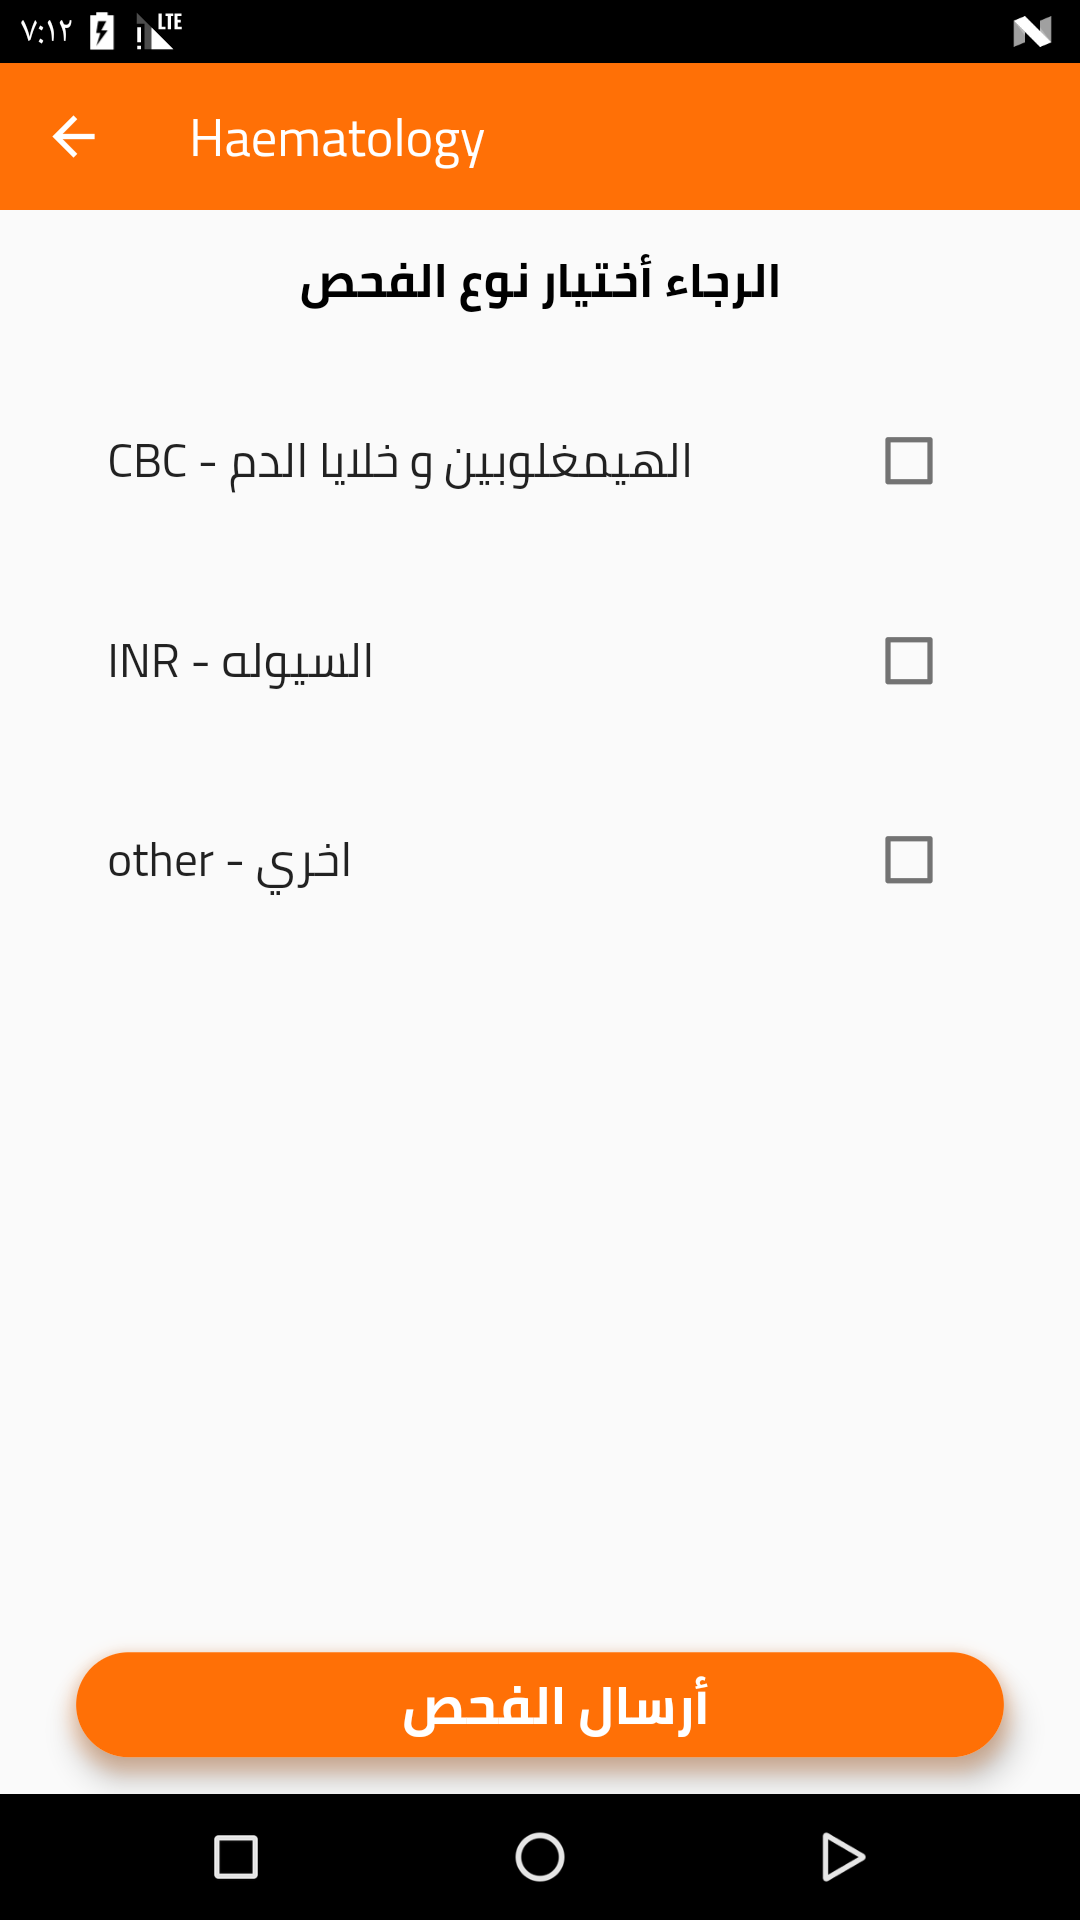 ٧:١٢ LTE
Haematology
الرجاء أختيار نوع الفحص
CBC - الهيمغلوبين و خلايا الدم
INR - السيوله
other - اخري
أرسال الفحص